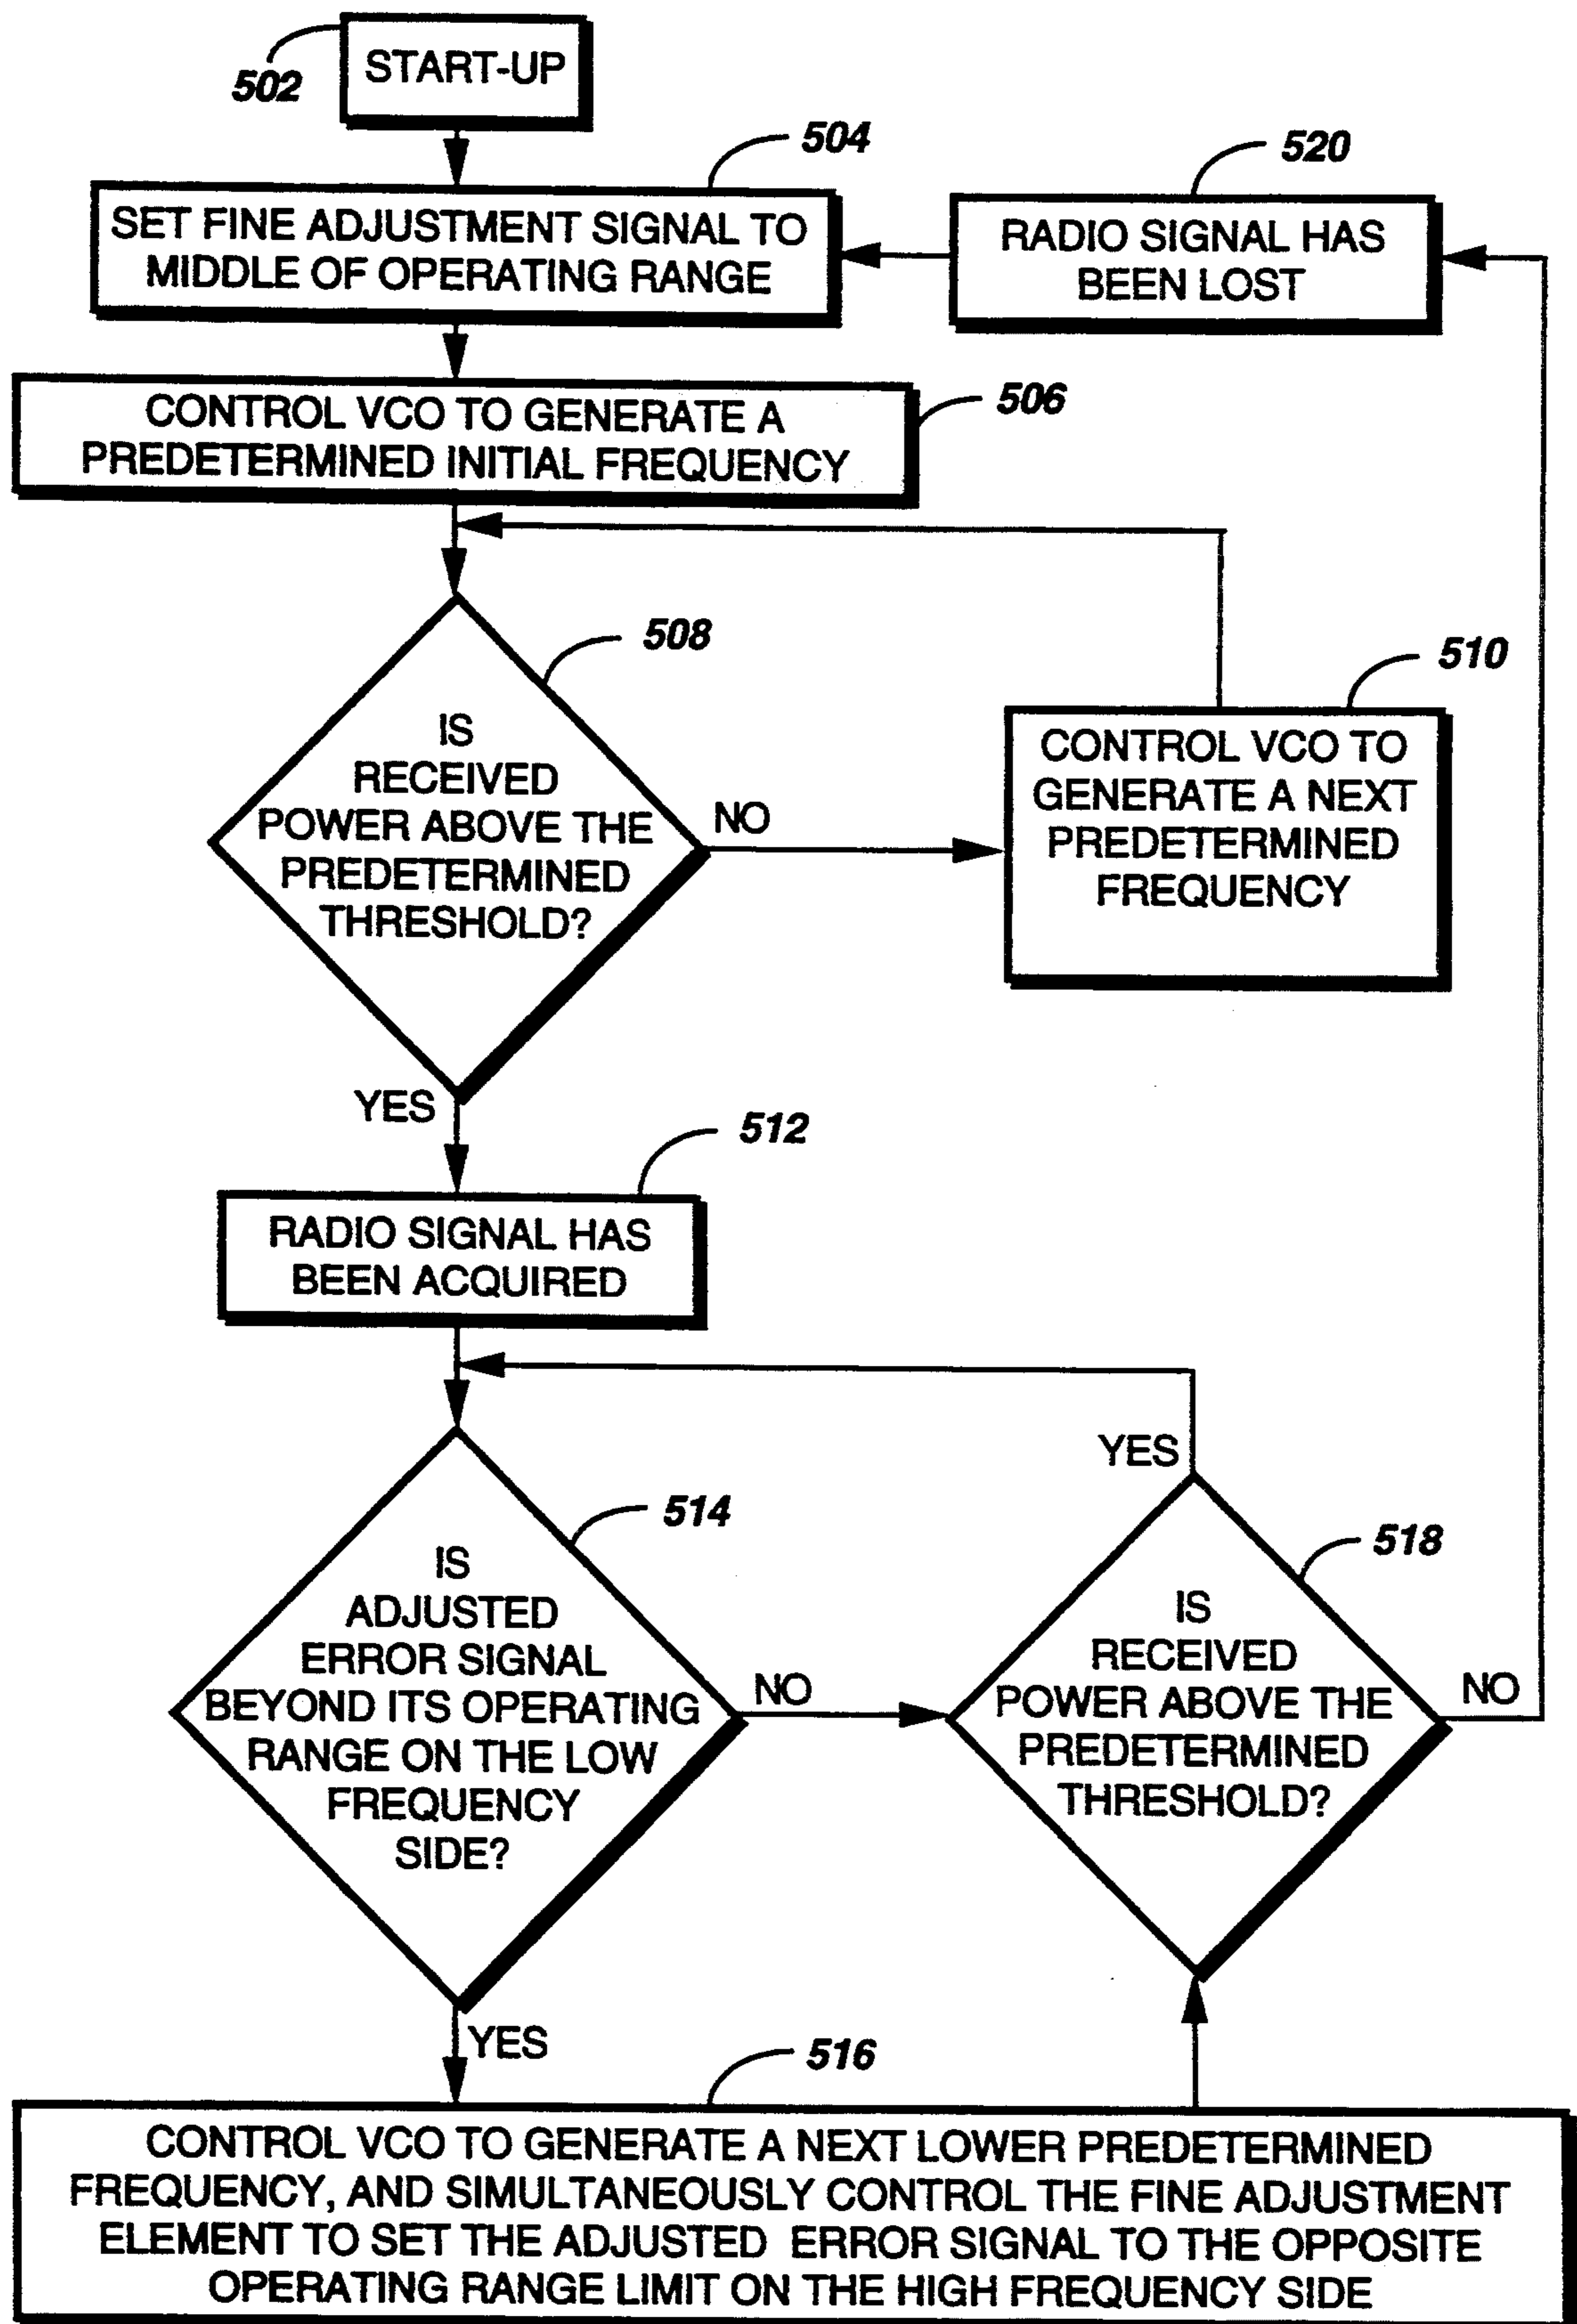 START-UP
502
504
520
SET FINE ADJUSTMENT SIGNAL TO
MIDDLE OF OPERATING RANGE
RADIO SIGNAL HAS
BEEN LOST
CONTROL VCO TO GENERATE A
PREDETERMINED INITIAL FREQUENCY
506
508
510
IS
RECEIVED
POWER ABOVE THE
PREDETERMINED
THRESHOLD?
NO
CONTROL VCO TO
GENERATE A NEXT
PREDETERMINED
FREQUENCY
YES
512
RADIO SIGNAL HAS
BEEN ACQUIRED
YES
514
518
IS
ADJUSTED
ERROR SIGNAL
BEYOND ITS OPERATING
RANGE ON THE LOW
FREQUENCY
SIDE?
NO
IS
RECEIVED
POWER ABOVE THE
PREDETERMINED
THRESHOLD?
NO
YES
516
CONTROL VCO TO GENERATE A NEXT LOWER PREDETERMINED
FREQUENCY, AND SIMULTANEOUSLY CONTROL THE FINE ADJUSTMENT
ELEMENT TO SET THE ADJUSTED ERROR SIGNAL TO THE OPPOSITE
OPERATING RANGE LIMIT ON THE HIGH FREQUENCY SIDE